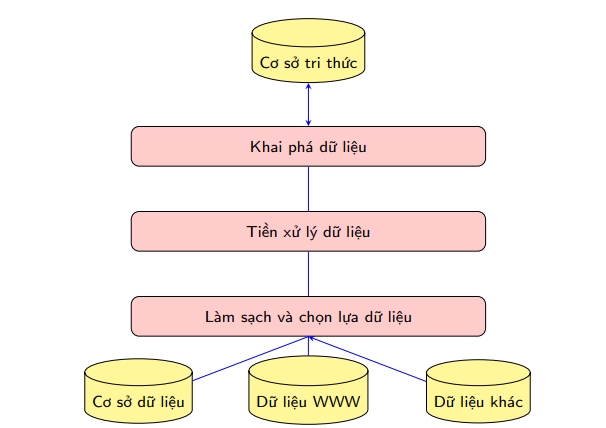 Cơ sở tri thức
Khai phá dữ liệu
Tiền xử lý dữ liệu
Làm sạch và chọn lựa dữ liệu
Cơ sở dữ liệu
Dữ liệu WWW
Dữ liệu khác